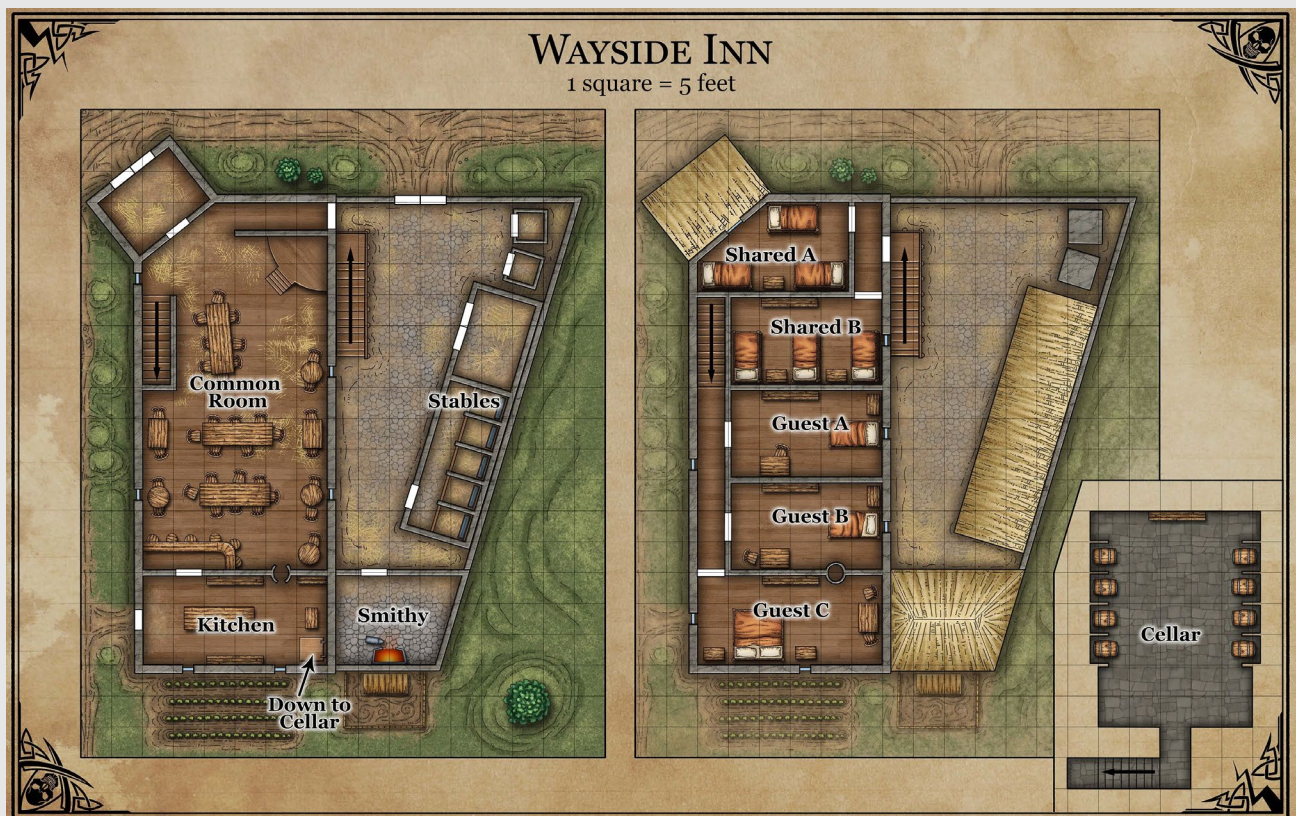 WAYSIDE INN
1 square = 5 feet
Common
Room
Stables
Kitchen
Smithy
Down to
Cellar
Shared A
Shared B
Guest A
Guest B
Guest C
Cellar